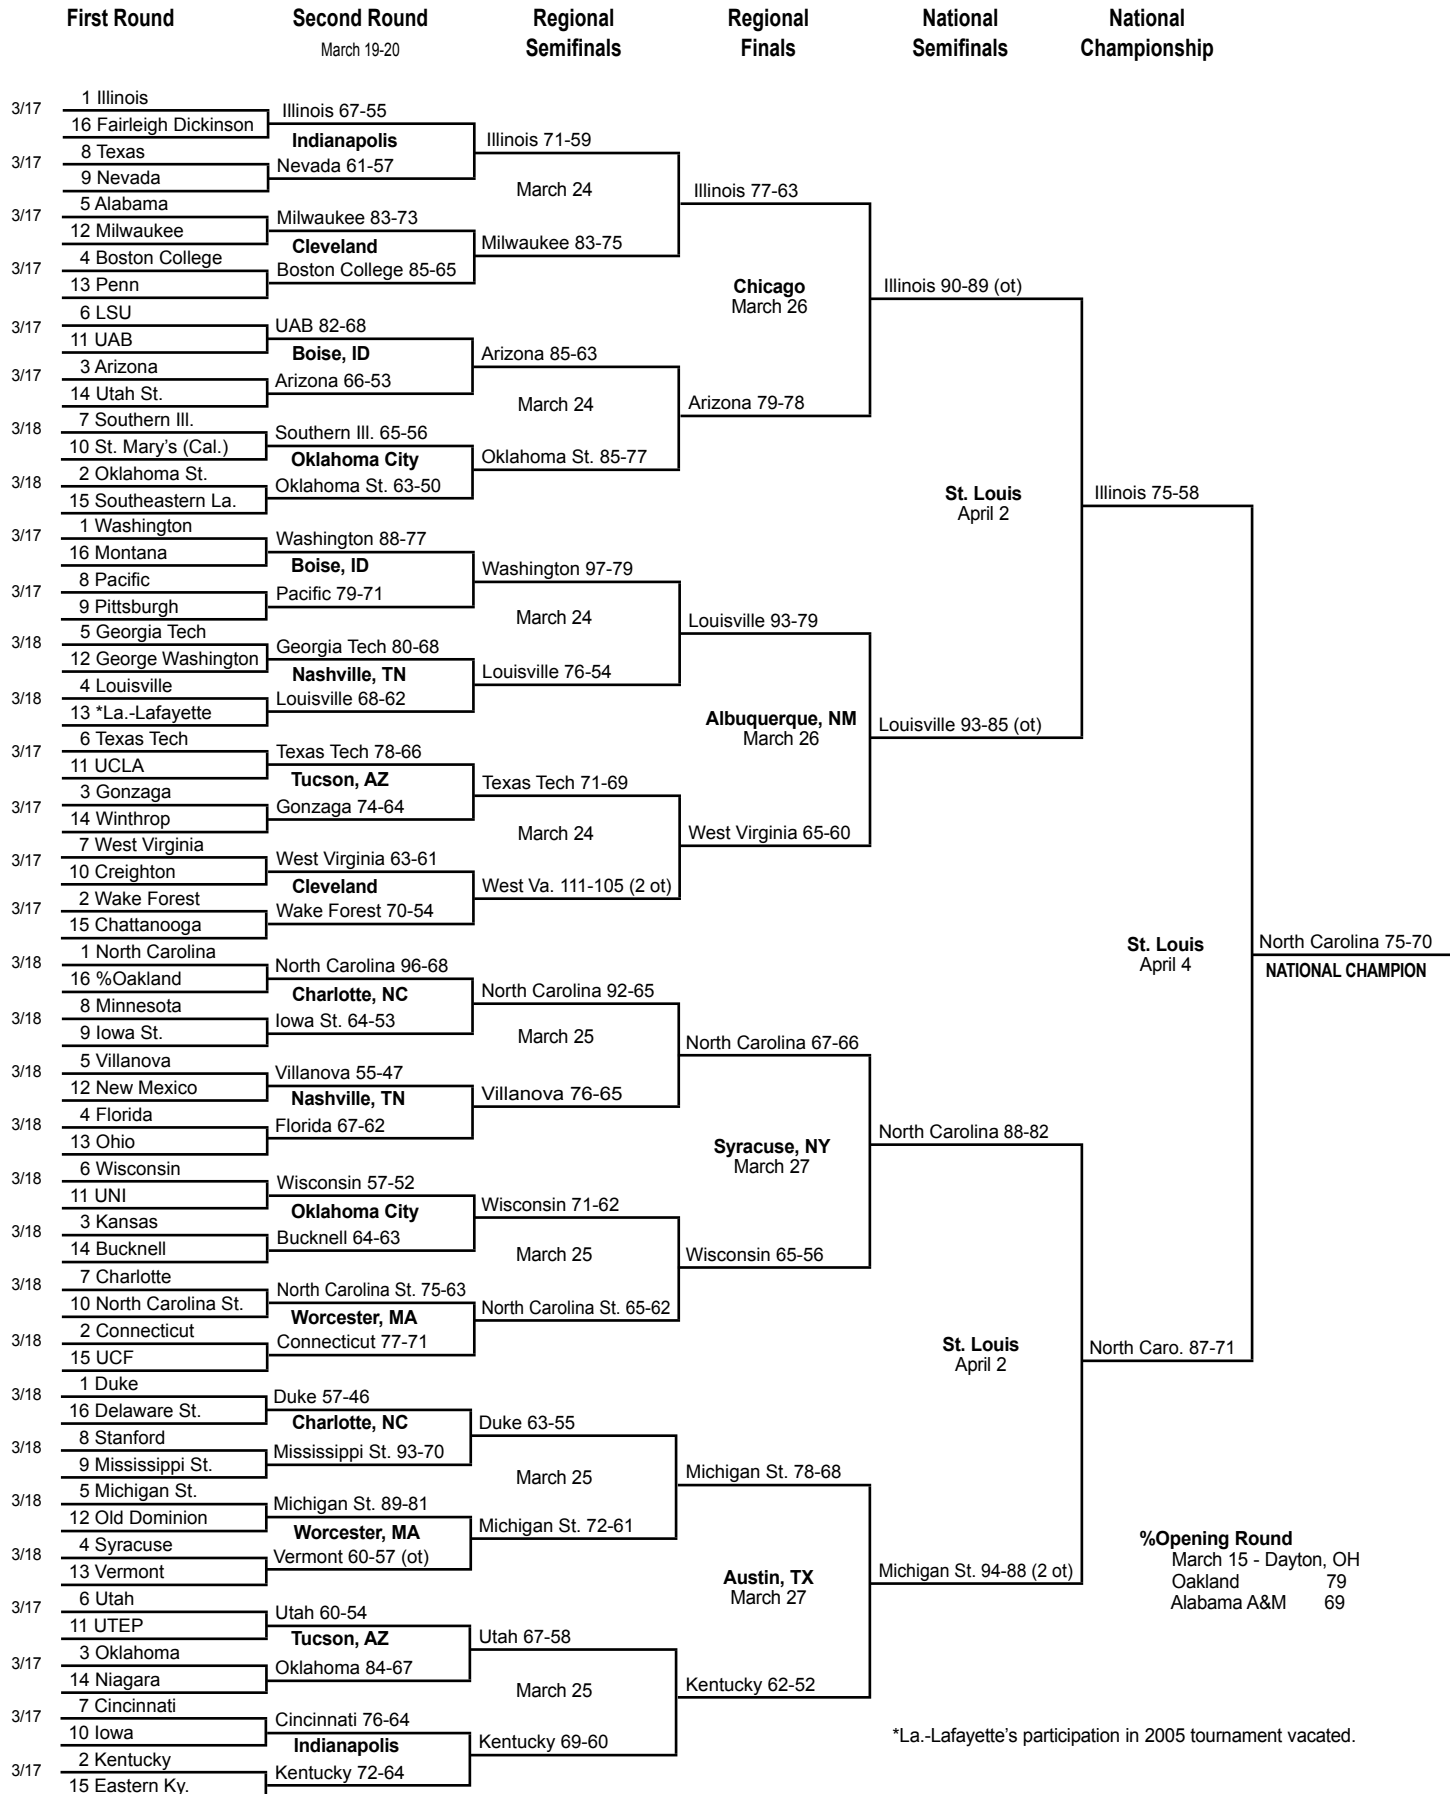 First Round
Second Round
March 19-20
Regional
Semifinals
Regional
Finals
National
Semifinals
National
Championship
3/17
1 Illinois
16 Fairleigh Dickinson
3/17
8 Texas
9 Nevada
3/17
5 Alabama
12 Milwaukee
3/17
4 Boston College
13 Penn
3/17
6 LSU
11 UAB
3/17
3 Arizona
14 Utah St.
3/18
7 Southern Ill.
10 St. Mary’s (Cal.)
3/18
2 Oklahoma St.
15 Southeastern La.
3/17
1 Washington
16 Montana
3/17
8 Pacific
9 Pittsburgh
3/18
5 Georgia Tech
12 George Washington
3/18
4 Louisville
13 *La.-Lafayette
3/17
6 Texas Tech
11 UCLA
3/17
3 Gonzaga
14 Winthrop
3/17
7 West Virginia
10 Creighton
3/17
2 Wake Forest
15 Chattanooga
3/18
1 North Carolina
16 %Oakland
3/18
8 Minnesota
9 Iowa St.
3/18
5 Villanova
12 New Mexico
3/18
4 Florida
13 Ohio
3/18
6 Wisconsin
11 UNI
3/18
3 Kansas
14 Bucknell
3/18
7 Charlotte
10 North Carolina St.
3/18
2 Connecticut
15 UCF
3/18
1 Duke
16 Delaware St.
3/18
8 Stanford
9 Mississippi St.
3/18
5 Michigan St.
12 Old Dominion
3/18
4 Syracuse
13 Vermont
3/17
6 Utah
11 UTEP
3/17
3 Oklahoma
14 Niagara
3/17
7 Cincinnati
10 Iowa
3/17
2 Kentucky
15 Eastern Ky.
Illinois 67-55
Indianapolis
Nevada 61-57
Milwaukee 83-73
Cleveland
Boston College 85-65
UAB 82-68
Boise, ID
Arizona 66-53
Southern Ill. 65-56
Oklahoma City
Oklahoma St. 63-50
Washington 88-77
Boise, ID
Pacific 79-71
Georgia Tech 80-68
Nashville, TN
Louisville 68-62
Texas Tech 78-66
Tucson, AZ
Gonzaga 74-64
West Virginia 63-61
Cleveland
Wake Forest 70-54
North Carolina 96-68
Charlotte, NC
Iowa St. 64-53
Villanova 55-47
Nashville, TN
Florida 67-62
Wisconsin 57-52
Oklahoma City
Bucknell 64-63
North Carolina St. 75-63
Worcester, MA
Connecticut 77-71
Duke 57-46
Charlotte, NC
Mississippi St. 93-70
Michigan St. 89-81
Worcester, MA
Vermont 60-57 (ot)
Utah 60-54
Tucson, AZ
Oklahoma 84-67
Cincinnati 76-64
Indianapolis
Kentucky 72-64
Illinois 71-59
March 24
Milwaukee 83-75
Arizona 85-63
March 24
Oklahoma St. 85-77
Washington 97-79
March 24
Louisville 76-54
Texas Tech 71-69
March 24
West Va. 111-105 (2 ot)
North Carolina 92-65
March 25
Villanova 76-65
Wisconsin 71-62
March 25
North Carolina St. 65-62
Duke 63-55
March 25
Michigan St. 72-61
Utah 67-58
March 25
Kentucky 69-60
Illinois 77-63
Chicago
March 26
Arizona 79-78
Louisville 93-79
Albuquerque, NM
March 26
West Virginia 65-60
North Carolina 67-66
Syracuse, NY
March 27
Wisconsin 65-56
Michigan St. 78-68
Austin, TX
March 27
Kentucky 62-52
Illinois 90-89 (ot)
St. Louis
April 2
Louisville 93-85 (ot)
North Carolina 88-82
St. Louis
April 2
Michigan St. 94-88 (2 ot)
Illinois 75-58
St. Louis
April 4
North Caro. 87-71
North Carolina 75-70
NATIONAL CHAMPION
%Opening Round
March 15 - Dayton, OH
Oakland 79
Alabama A&M 69
*La.-Lafayette’s participation in 2005 tournament vacated.